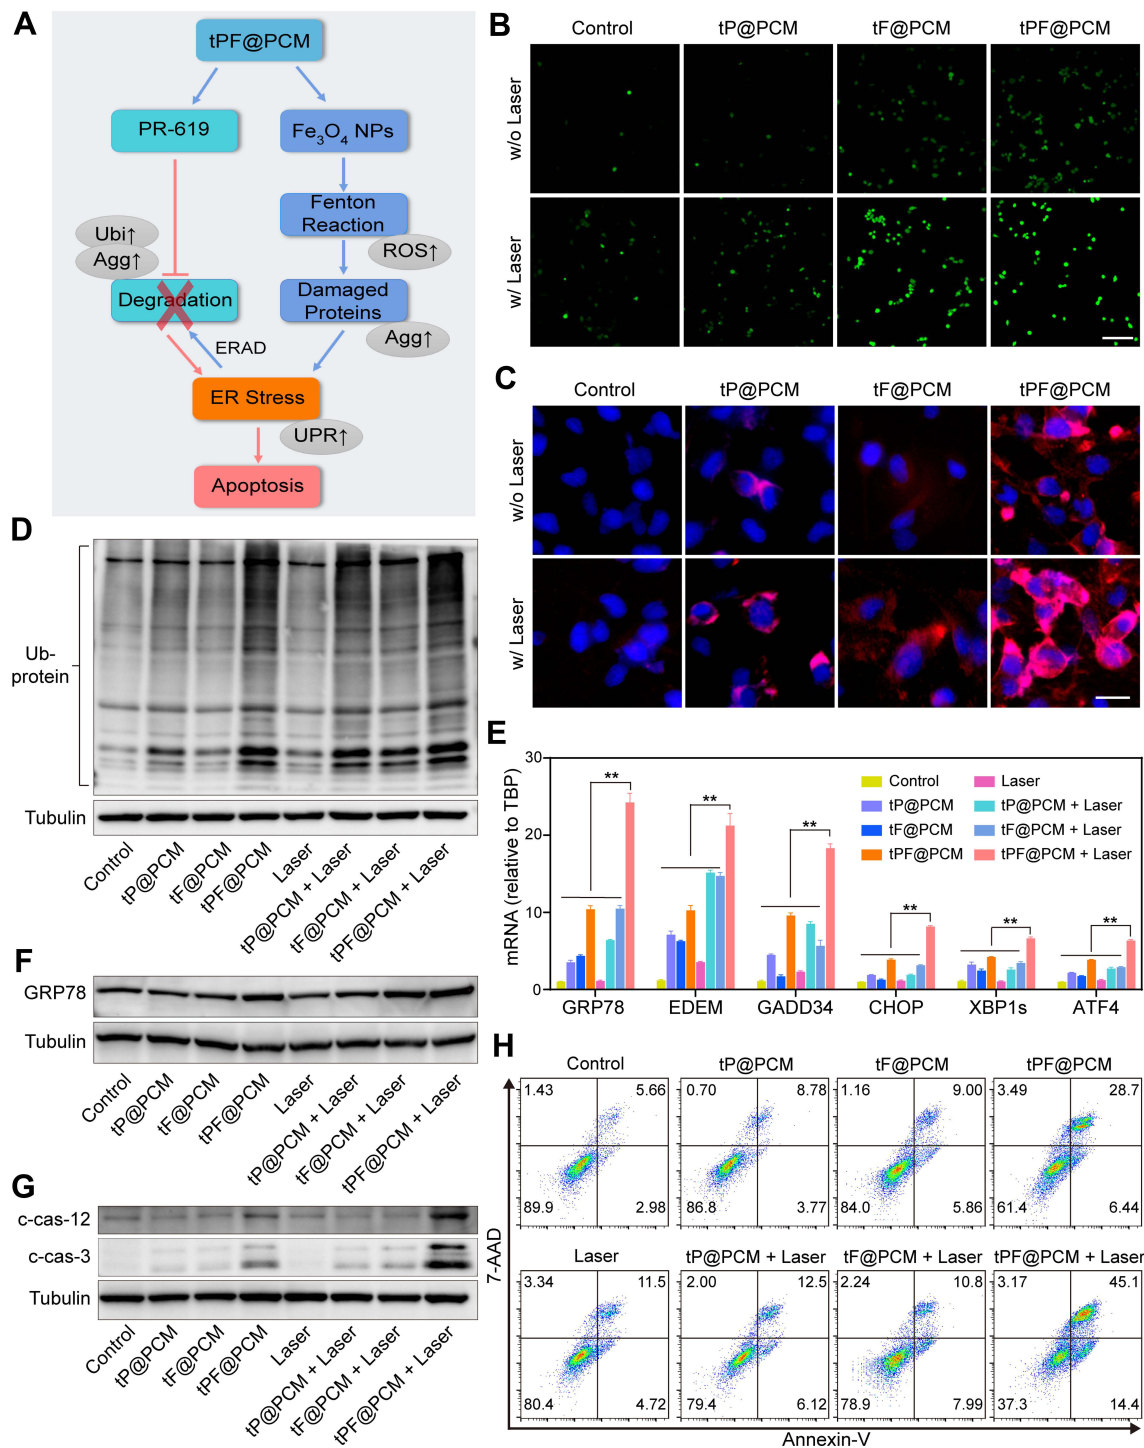 A
tPF@PCM
PR-619
Fe3O4 NPs
Fenton
Reaction
ROS↑
Ubi↑
Agg↑
Degradation
Damaged
Proteins
Agg↑
ERAD
ER Stress
UPR↑
Apoptosis
B
Control
tP@PCM
tF@PCM
tPF@PCM
w/o Laser
w/ Laser
C
Control
tP@PCM
tF@PCM
tPF@PCM
w/o Laser
w/ Laser
D
Ub-
protein
Tubulin
Control
tP@PCM
tF@PCM
tPF@PCM
Laser
tP@PCM + Laser
tF@PCM + Laser
tPF@PCM + Laser
E
mRNA (relative to TBP)
30
20
10
0
**
**
**
**
**
**
Control
tP@PCM
tF@PCM
tPF@PCM
Laser
tP@PCM + Laser
tF@PCM + Laser
tPF@PCM + Laser
GRP78
EDEM
GADD34
CHOP
XBP1s
ATF4
F
GRP78
Tubulin
Control
tP@PCM
tF@PCM
tPF@PCM
Laser
tP@PCM + Laser
tF@PCM + Laser
tPF@PCM + Laser
G
c-cas-12
c-cas-3
Tubulin
Control
tP@PCM
tF@PCM
tPF@PCM
Laser
tP@PCM + Laser
tF@PCM + Laser
tPF@PCM + Laser
H
Control
1.43
5.66
89.9
2.98
tP@PCM
0.70
8.78
86.8
3.77
tF@PCM
1.16
9.00
84.0
5.86
tPF@PCM
3.49
28.7
61.4
6.44
Laser
3.34
11.5
80.4
4.72
tP@PCM + Laser
2.00
12.5
79.4
6.12
tF@PCM + Laser
2.24
10.8
78.9
7.99
tPF@PCM + Laser
3.17
45.1
37.3
14.4
7-AAD
Annexin-V